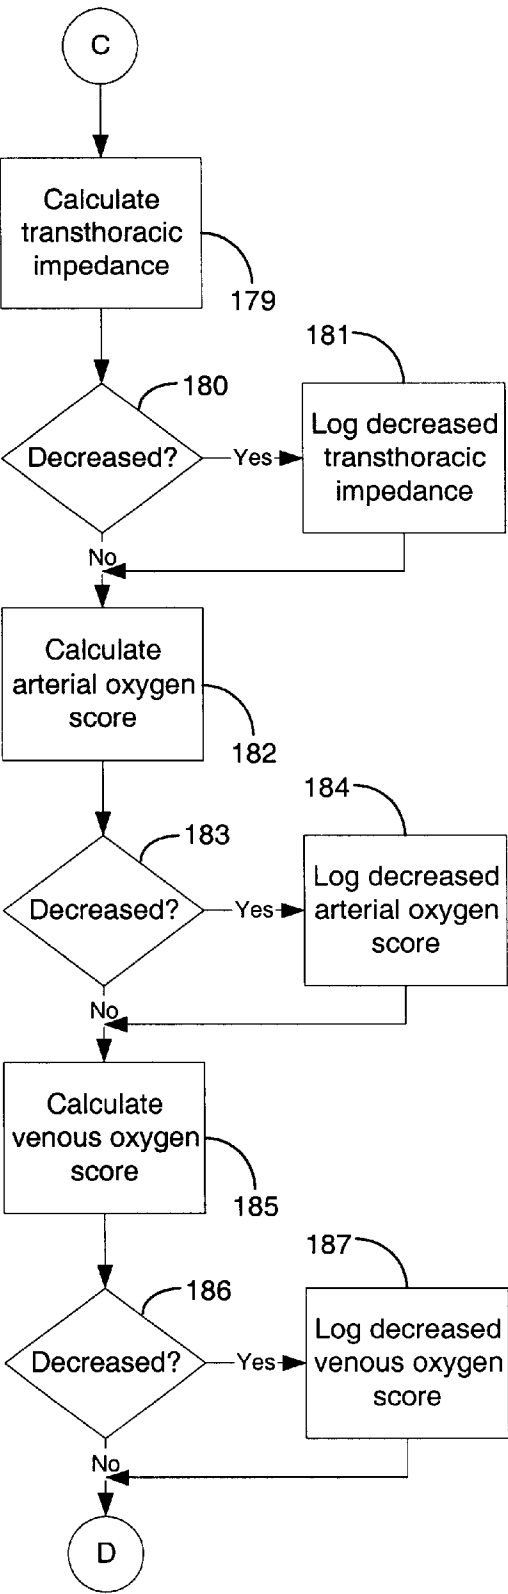 C
Calculate
transthoracic
impedance
179
180
181
Decreased?
Yes
Log decreased
transthoracic
impedance
No
Calculate
arterial oxygen
score
182
183
184
Decreased?
Yes
Log decreased
arterial oxygen
score
No
Calculate
venous oxygen
score
185
186
187
Decreased?
Yes
Log decreased
venous oxygen
score
No
D